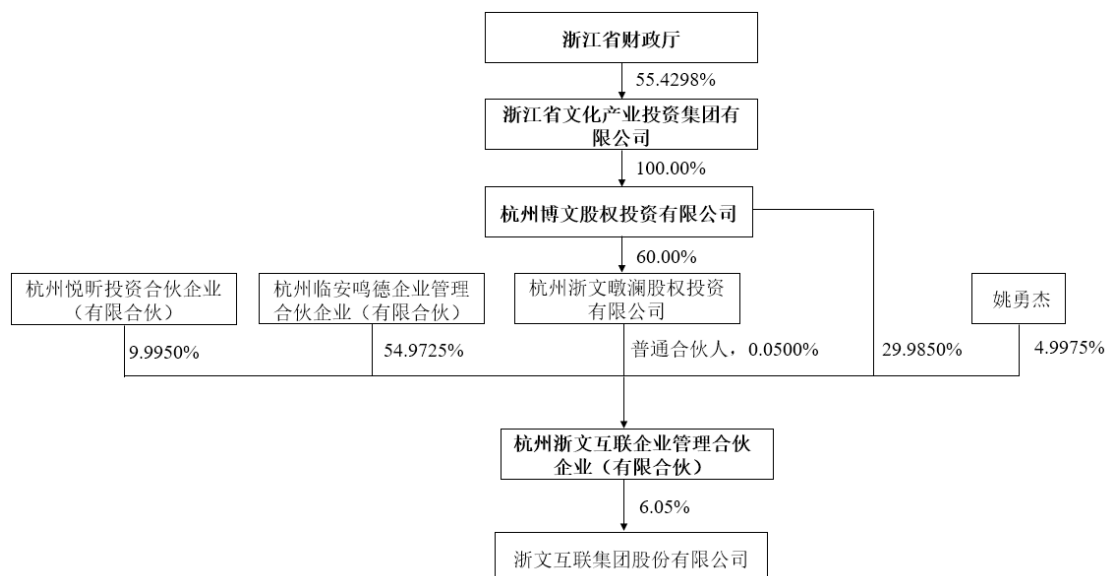 浙江省财政厅
55.4298%
浙江省文化产业投资集团有
限公司
100.00%
杭州博文股权投资有限公司
60.00%
杭州悦昕投资合伙企业
（有限合伙）
杭州临安鸣德企业管理
合伙企业（有限合伙）
杭州浙文暾澜股权投资
有限公司
姚勇杰
9.9950%
54.9725%
普通合伙人，0.0500%
29.9850%
4.9975%
杭州浙文互联企业管理合伙
企业（有限合伙）
6.05%
浙文互联集团股份有限公司